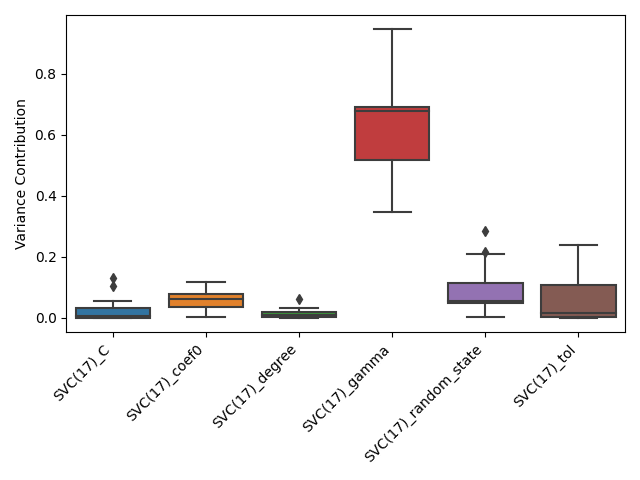 Variance Contribution
0.8
0.6
0.4
0.2
0.0
SVC(17)_C
SVC(17)_coef0
SVC(17)_degree
SVC(17)_gamma
SVC(17)_random_state
SVC(17)_tol